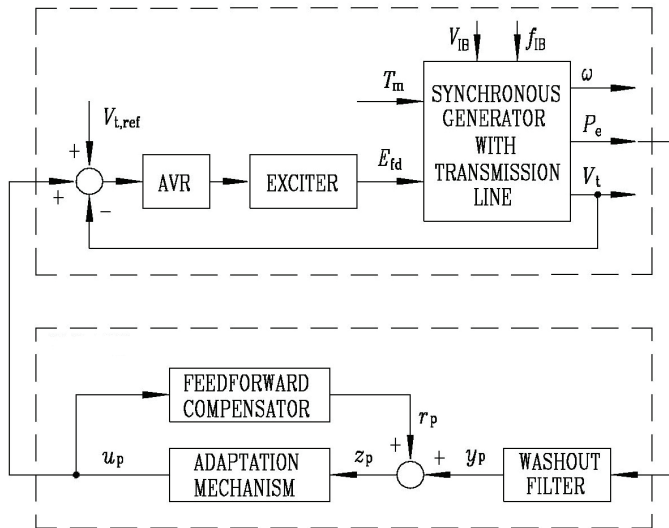 V_IB f_IB
T_m
SYNCHRONOUS
GENERATOR
WITH
TRANSMISSION
LINE
ω
P_e
V_t
V_t,ref
+
+
−
AVR
EXCITER
E_fd
FEEDFORWARD
COMPENSATOR
r_p
u_p
ADAPTATION
MECHANISM
z_p
+
+
y_p
WASHOUT
FILTER